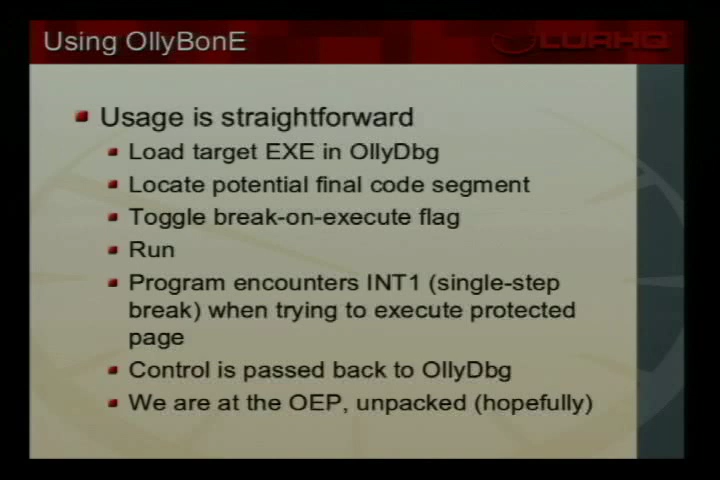 Using OllyBonE
LURHQ
Usage is straightforward
Load target EXE in OllyDbg
Locate potential final code segment
Toggle break-on-execute flag
Run
Program encounters INT1 (single-step
break) when trying to execute protected
page
Control is passed back to OllyDbg
We are at the OEP, unpacked (hopefully)